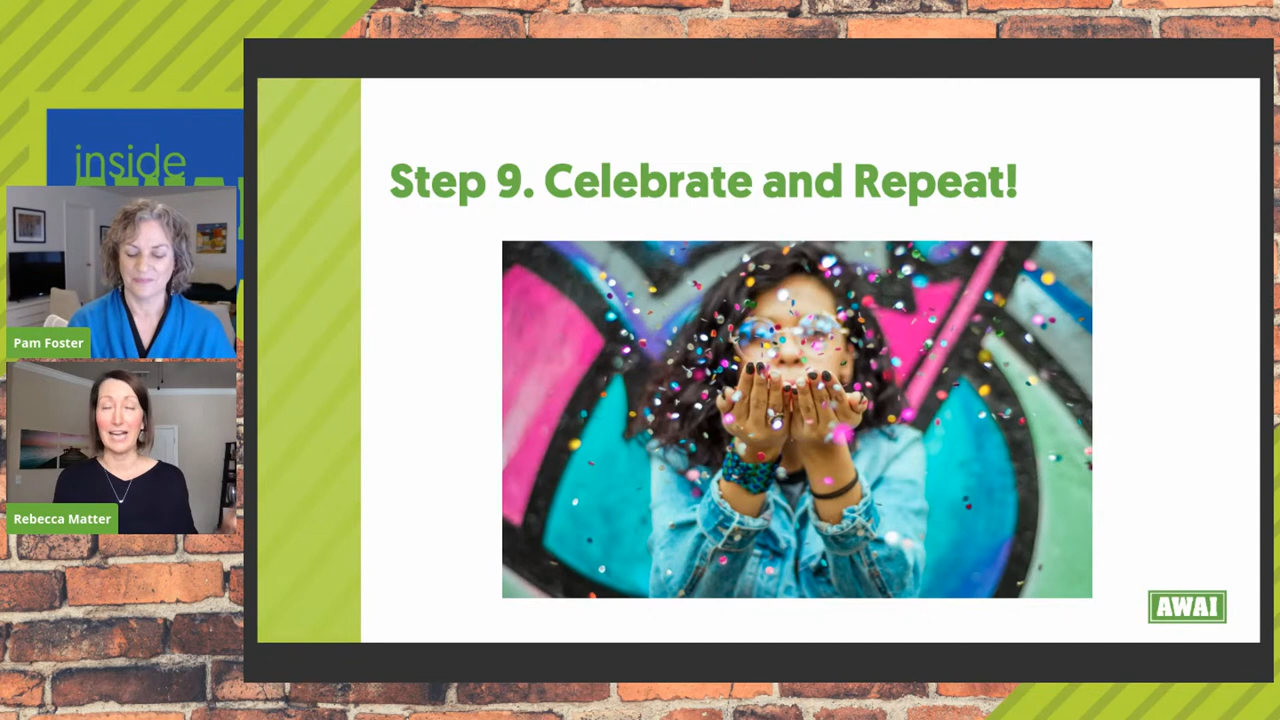 inside
Pam Foster
Rebecca Matter
Step 9. Celebrate and Repeat!
AWAI